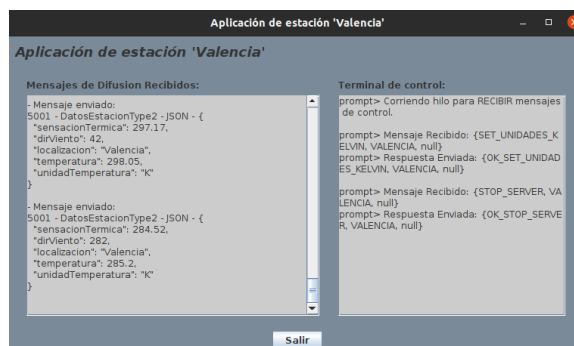 Aplicación de estación 'Valencia'
Aplicación de estación 'Valencia'
Mensajes de Difusion Recibidos:
- Mensaje enviado:
5001 - DatosEstacionType2 - JSON - {
"sensacionTermica": 297.17,
"dirViento": 42,
"localizacion": "Valencia",
"temperatura": 298.05,
"unidadTemperatura": "K"
}
- Mensaje enviado:
5001 - DatosEstacionType2 - JSON - {
"sensacionTermica": 284.52,
"dirViento": 282,
"localizacion": "Valencia",
"temperatura": 285.2,
"unidadTemperatura": "K"
}
Terminal de control:
prompt> Corriendo hilo para RECIBIR mensajes
de control.
prompt> Mensaje Recibido: {SET_UNIDADES_K
ELVIN, VALENCIA, null}
prompt> Respuesta Enviada: {OK_SET_UNIDAD
ES_KELVIN, VALENCIA, null}
prompt> Mensaje Recibido: {STOP_SERVER, VA
LENCIA, null}
prompt> Respuesta Enviada: {OK_STOP_SERVE
R, VALENCIA, null}
Salir